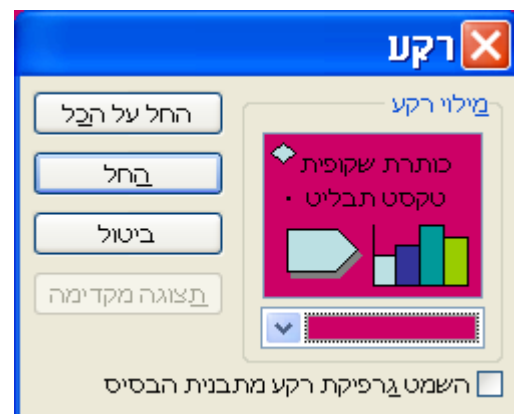 רקע
מילוי רקע
כותרת שקופית
• טקסט תבליט
החל על הכל
החל
ביטול
תצוגה מקדימה
השמט גרפיקת רקע מתבנית הבסיס